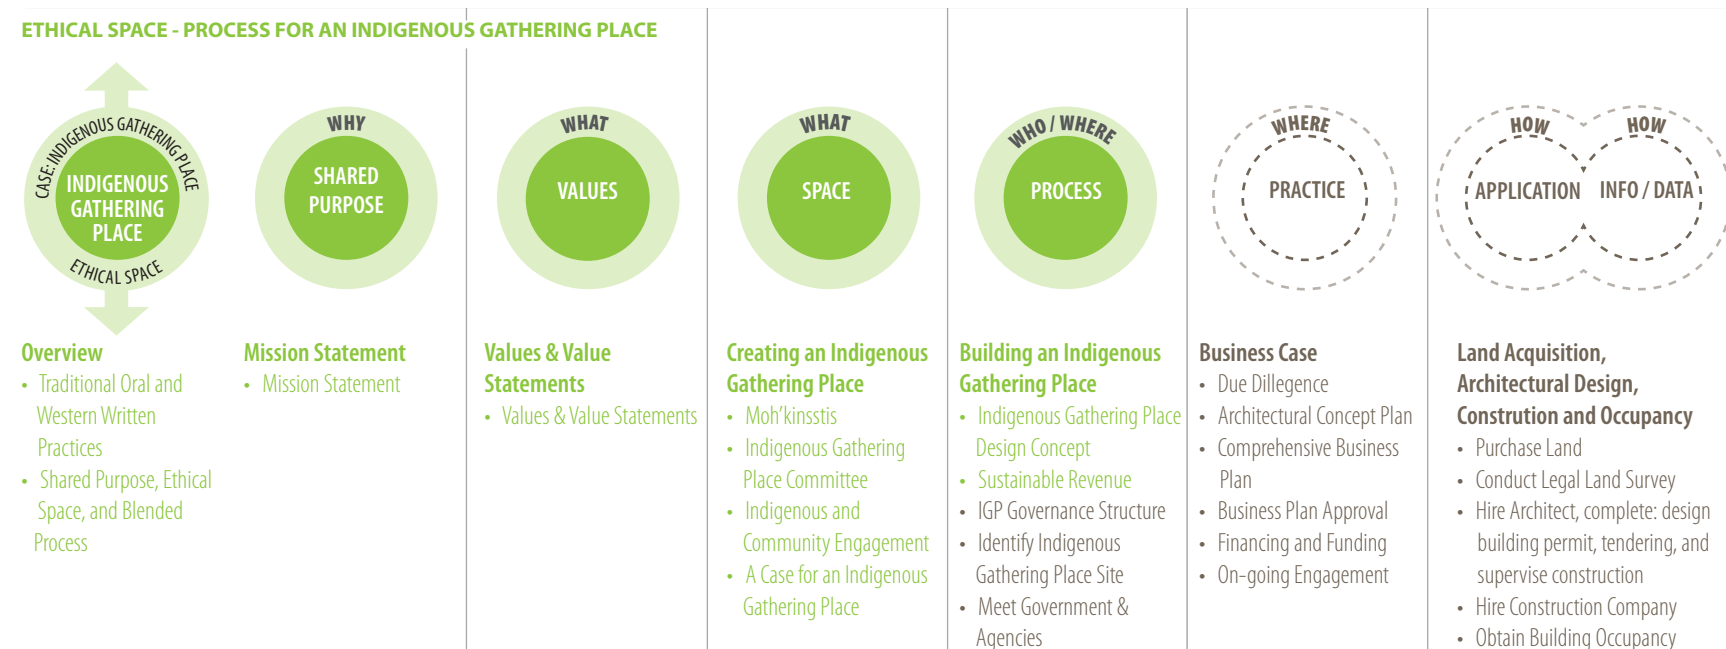 ETHICAL SPACE - PROCESS FOR AN INDIGENOUS GATHERING PLACE
CASE: INDIGENOUS GATHERING PLACE
INDIGENOUS
GATHERING
PLACE
ETHICAL SPACE
Overview
• Traditional Oral and
Western Written
Practices
• Shared Purpose, Ethical
Space, and Blended
Process
WHY
SHARED
PURPOSE
Mission Statement
• Mission Statement
WHAT
VALUES
Values & Value
Statements
• Values & Value Statements
WHAT
SPACE
Creating an Indigenous
Gathering Place
• Moh'kinsstis
• Indigenous Gathering
Place Committee
• Indigenous and
Community Engagement
• A Case for an Indigenous
Gathering Place
WHO / WHERE
PROCESS
Building an Indigenous
Gathering Place
• Indigenous Gathering Place
Design Concept
• Sustainable Revenue
• IGP Governance Structure
• Identify Indigenous
Gathering Place Site
• Meet Government &
Agencies
WHERE
PRACTICE
Business Case
• Due Dillegence
• Architectural Concept Plan
• Comprehensive Business
Plan
• Business Plan Approval
• Financing and Funding
• On-going Engagement
HOW
APPLICATION
HOW
INFO / DATA
Land Acquisition,
Architectural Design,
Constrution and Occupancy
• Purchase Land
• Conduct Legal Land Survey
• Hire Architect, complete: design
building permit, tendering, and
supervise construction
• Hire Construction Company
• Obtain Building Occupancy